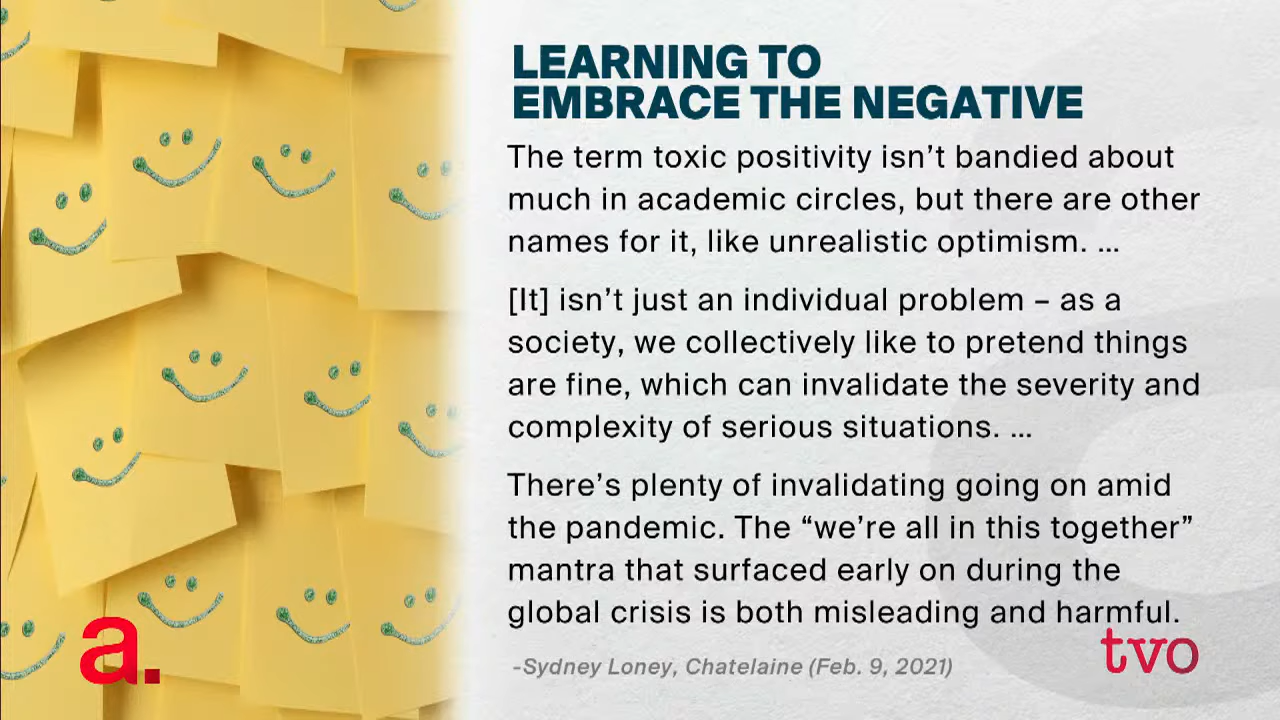 LEARNING TO
EMBRACE THE NEGATIVE
The term toxic positivity isn’t bandied about
much in academic circles, but there are other
names for it, like unrealistic optimism. ...
[It] isn’t just an individual problem – as a
society, we collectively like to pretend things
are fine, which can invalidate the severity and
complexity of serious situations. ...
There’s plenty of invalidating going on amid
the pandemic. The “we’re all in this together”
mantra that surfaced early on during the
global crisis is both misleading and harmful.
–Sydney Loney, Chatelaine (Feb. 9, 2021)
a.
tvo